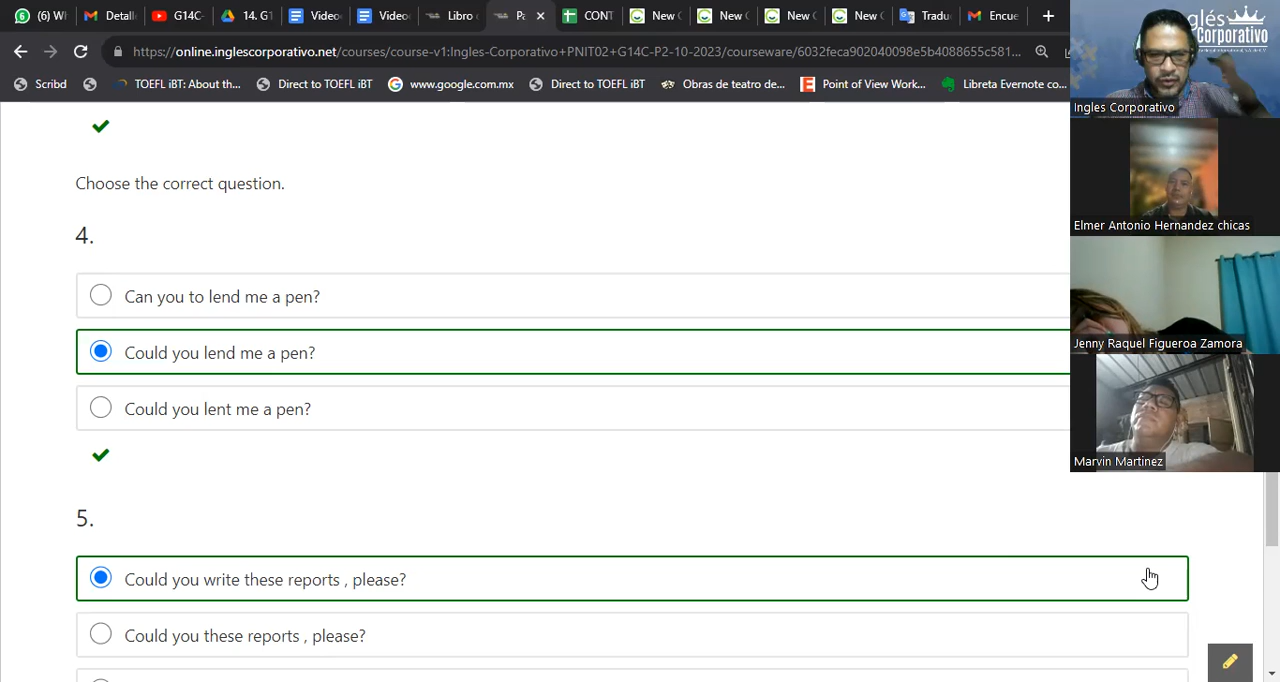 (6) W
Detall
G14C-
14. G1
Video
Video
Libro
Pa
CONT
New C
New C
New C
New C
Tradu
Encue
https://online.inglescorporativo.net/courses/course-v1:Ingles-Corporativo+PNIT02+G14C-P2-10-2023/courseware/6032feca902040098e5b4088655c581...
Scribd
TOEFL iBT: About th...
Direct to TOEFL iBT
www.google.com.mx
Direct to TOEFL iBT
Obras de teatro de...
Point of View Work...
Libreta Evernote co...
glés
Corporativo
Ingles Corporativo
Choose the correct question.
4.
Elmer Antonio Hernandez chicas
Can you to lend me a pen?
Jenny Raquel Figueroa Zamora
Could you lend me a pen?
Could you lent me a pen?
Marvin Martinez
5.
Could you write these reports , please?
Could you these reports , please?